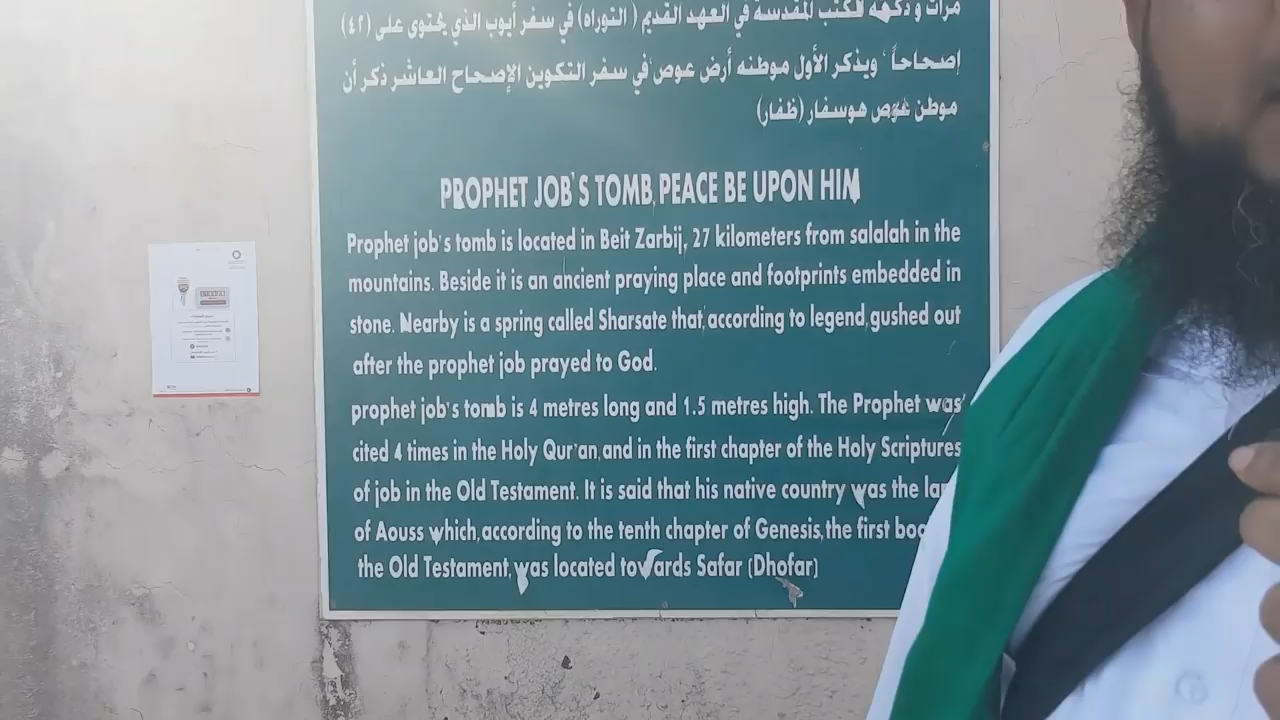 مرات وذكرته الكتب المقدسة في العهد القديم ( التوراه) في سفر أيوب الذي يحتوى على (٤٢)
إصحاحاً ويذكر الأول موطنه أرض عوص في سفر التكوين الإصحاح العاشر ذكر أن
موطن عوص هوسفار (ظفار)
PROPHET JOB'S TOMB, PEACE BE UPON HIM
Prophet job's tomb is located in Beit Zarbij, 27 kilometers from salalah in the
mountains. Beside it is an ancient praying place and footprints embedded in
stone. Nearby is a spring called Sharsate that, according to legend, gushed out
after the prophet job prayed to God.
prophet job's tomb is 4 metres long and 1.5 metres high. The Prophet was
cited 4 times in the Holy Qur'an, and in the first chapter of the Holy Scriptures
of job in the Old Testament. It is said that his native country was the
of Aouss which, according to the tenth chapter of Genesis, the first
the Old Testament, was located towards Safar (Dhofar)